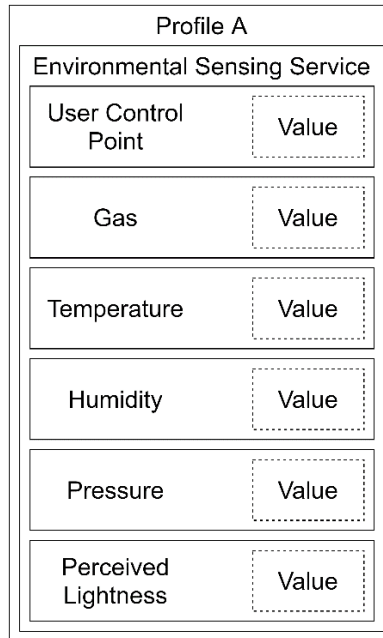 Profile A
Environmental Sensing Service
User Control
Point
Value
Gas
Value
Temperature
Value
Humidity
Value
Pressure
Value
Perceived
Lightness
Value